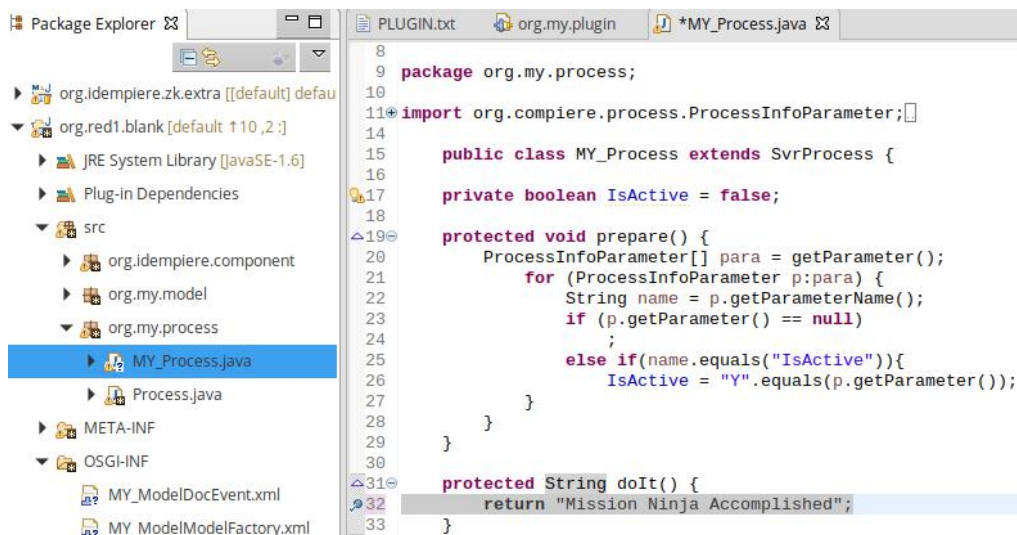 Package Explorer
org.idempiere.zk.extra [[default] defau
org.red1.blank [default ↑10 ,2 :]
JRE System Library [JavaSE-1.6]
Plug-in Dependencies
src
org.idempiere.component
org.my.model
org.my.process
MY_Process.java
Process.java
META-INF
OSGI-INF
MY_ModelDocEvent.xml
MY_ModelModelFactory.xml
PLUGIN.txt org.my.plugin *MY_Process.java
8
9 package org.my.process;
10
11 import org.compiere.process.ProcessInfoParameter;
14
15 public class MY_Process extends SvrProcess {
16
17 private boolean IsActive = false;
18
19 protected void prepare() {
20 ProcessInfoParameter[] para = getParameter();
21 for (ProcessInfoParameter p:para) {
22 String name = p.getParameterName();
23 if (p.getParameter() == null)
24 ;
25 else if(name.equals("IsActive")){
26 IsActive = "Y".equals(p.getParameter());
27 }
28 }
29 }
30
31 protected String doIt() {
32 return "Mission Ninja Accomplished";
33 }